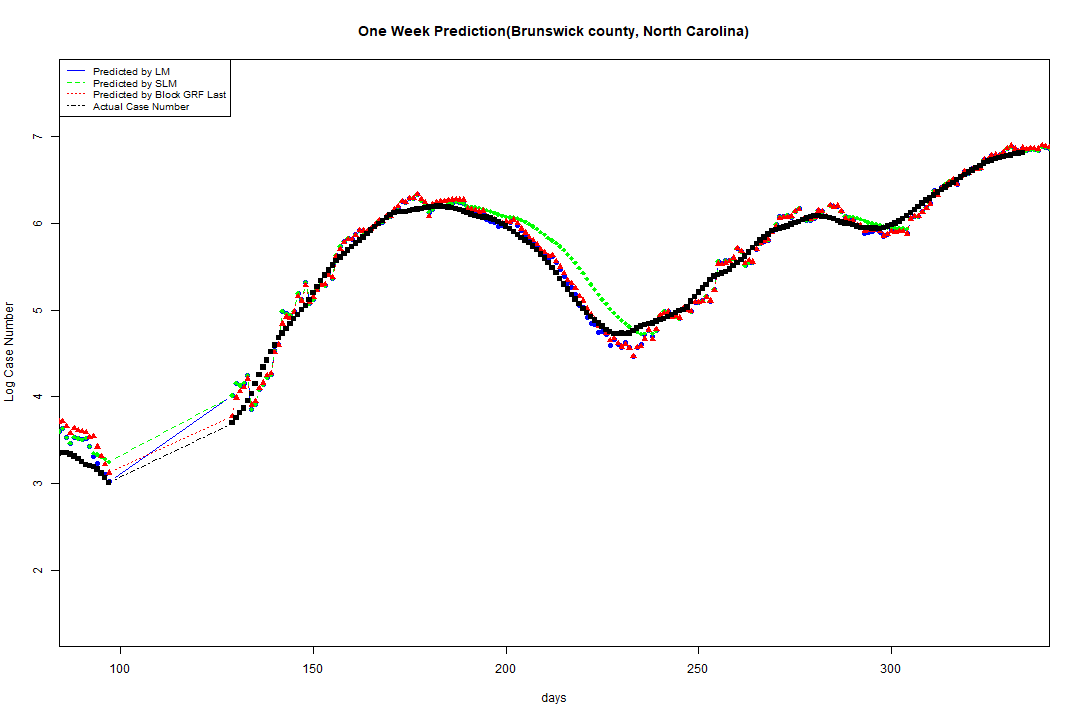 One Week Prediction(Brunswick county, North Carolina)
Predicted by LM
Predicted by SLM
Predicted by Block GRF Last
Actual Case Number
Log Case Number
7
6
5
4
3
2
100 150 200 250 300
days